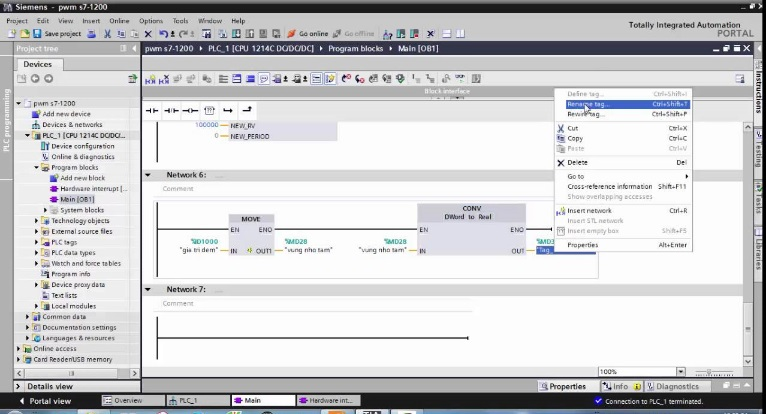 Siemens - pwm s7-1200
Project Edit View Insert Online Options Tools Window Help
Totally Integrated Automation
PORTAL
Save project
Go online
Go offline
Project tree
pwm s7-1200 ▸ PLC_1 [CPU 1214C DC/DC/DC] ▸ Program blocks ▸ Main [OB1]
Devices
Block interface
PLC programming
Instructions
Testing
Tasks
Libraries
pwm s7-1200
Add new device
Devices & networks
PLC_1 [CPU 1214C DC/DC/...
Device configuration
Online & diagnostics
Program blocks
Add new block
Hardware interrupt [...
Main [OB1]
System blocks
Technology objects
External source files
PLC tags
PLC data types
Watch and force tables
Program info
Device proxy data
Text lists
Local modules
Common data
Documentation settings
Languages & resources
Online access
Card Reader/USB memory
100000 NEW_RV
0 NEW_PERIOD
Network 6:
Comment
MOVE
EN ENO
%ID1000
"gia tri dem" IN
OUT1
%MD28
"vung nho tam"
CONV
DWord to Real
EN ENO
%MD28
"vung nho tam" IN
OUT
"Tag_
Network 7:
Comment
Define tag... Ctrl+Shift+I
Rename tag... Ctrl+Shift+T
Rewire tag... Ctrl+Shift+P
Cut Ctrl+X
Copy Ctrl+C
Paste Ctrl+V
Delete Del
Go to
Cross-reference information Shift+F11
Show overlapping accesses
Insert network Ctrl+R
Insert STL network
Insert empty box Shift+F5
Properties Alt+Enter
100%
Details view
Properties Info Diagnostics
Portal view Overview PLC_1 Main Hardware int...
Connection to PLC_1 terminated.